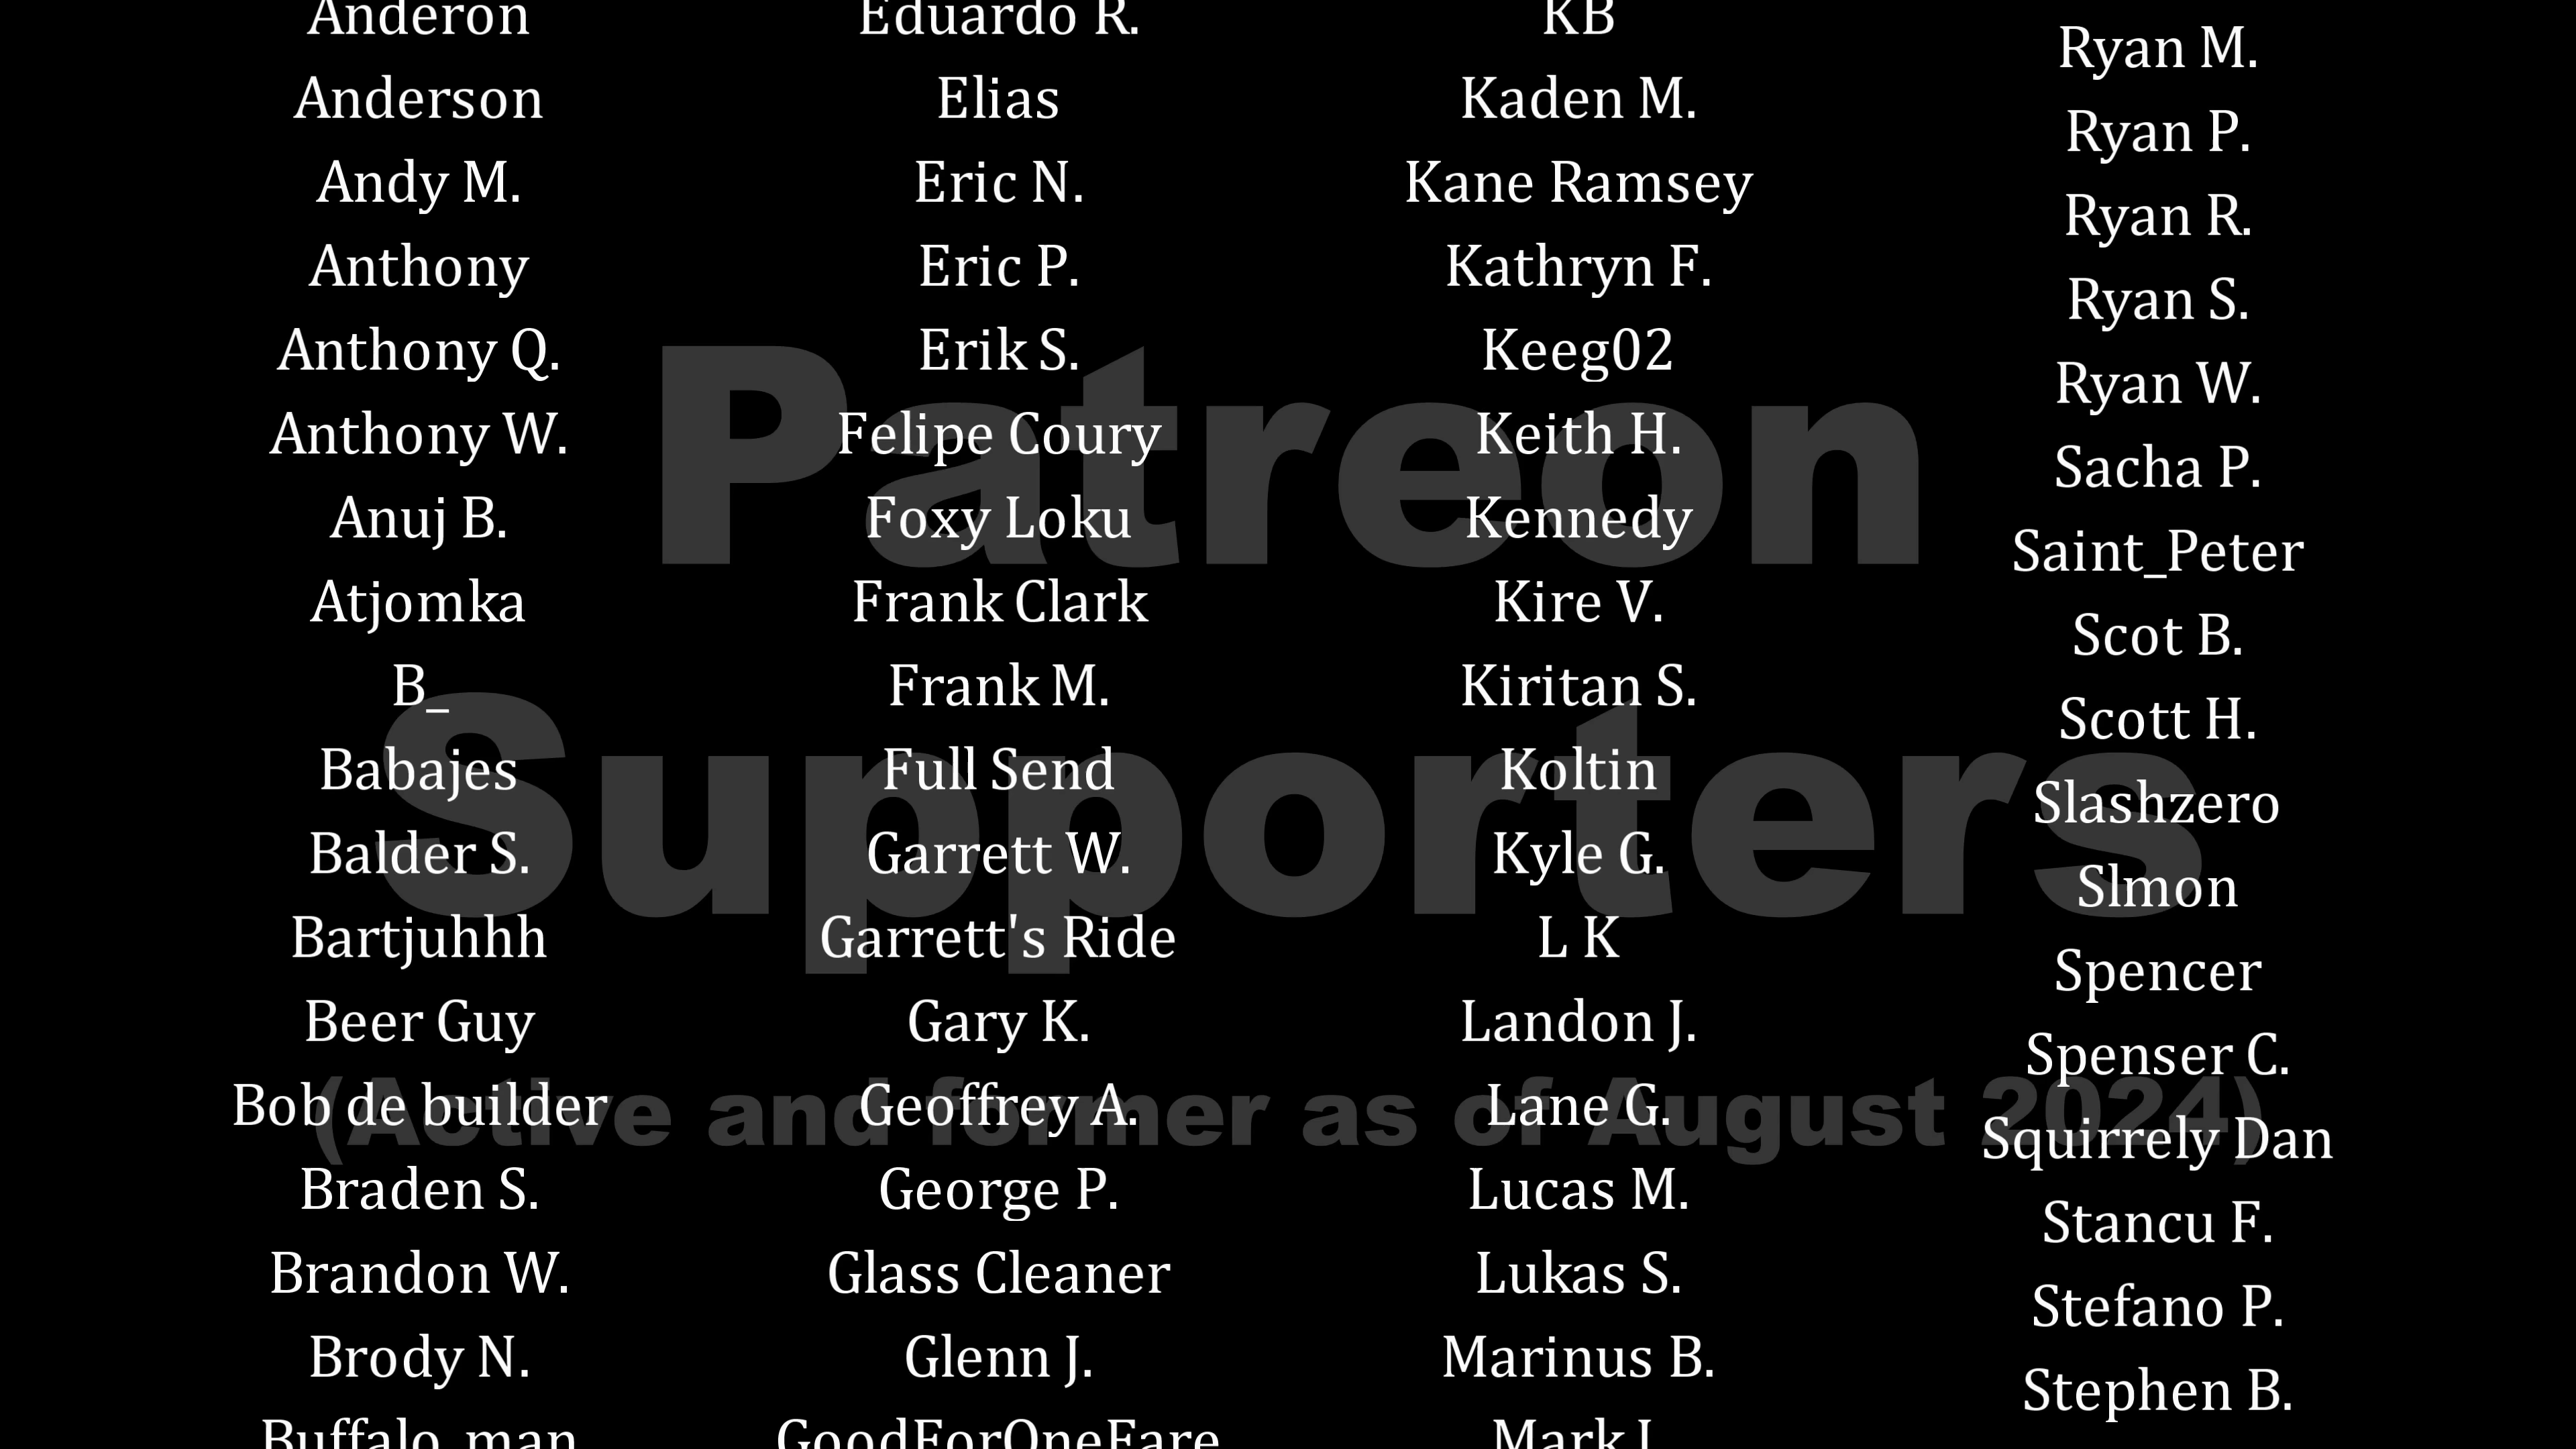 Anderon
Anderson
Andy M.
Anthony
Anthony Q.
Anthony W.
Anuj B.
Atjomka
B_
Babajes
Balder S.
Bartjuhhh
Beer Guy
Bob de builder
Braden S.
Brandon W.
Brody N.
Buffalo_man
Eduardo R.
Elias
Eric N.
Eric P.
Erik S.
Felipe Coury
Foxy Loku
Frank Clark
Frank M.
Full Send
Garrett W.
Garrett's Ride
Gary K.
Geoffrey A.
George P.
Glass Cleaner
Glenn J.
GoodForOneFare
KB
Kaden M.
Kane Ramsey
Kathryn F.
Keeg02
Keith H.
Kennedy
Kire V.
Kiritan S.
Koltin
Kyle G.
L K
Landon J.
Lane G.
Lucas M.
Lukas S.
Marinus B.
Mark
Ryan M.
Ryan P.
Ryan R.
Ryan S.
Ryan W.
Sacha P.
Saint_Peter
Scot B.
Scott H.
Slashzero
Slmon
Spencer
Spenser C.
Squirrely Dan
Stancu F.
Stefano P.
Stephen B.
Patreon
Supporters
(Active and former as of August 2024)